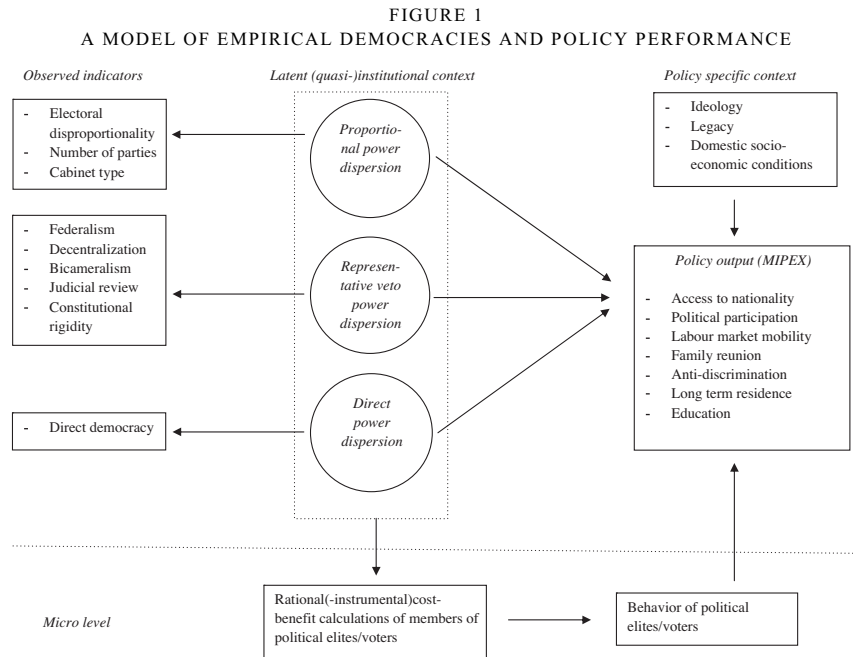 FIGURE 1
A MODEL OF EMPIRICAL DEMOCRACIES AND POLICY PERFORMANCE
Observed indicators
Latent (quasi-)institutional context
Policy specific context
- Electoral
disproportionality
- Number of parties
- Cabinet type
Proportio-
nal power
dispersion
- Ideology
- Legacy
- Domestic socio-
economic conditions
- Federalism
- Decentralization
- Bicameralism
- Judicial review
- Constitutional
rigidity
Represen-
tative veto
power
dispersion
Policy output (MIPEX)
- Access to nationality
- Political participation
- Labour market mobility
- Family reunion
- Anti-discrimination
- Long term residence
- Education
- Direct democracy
Direct
power
dispersion
Micro level
Rational(-instrumental)cost-
benefit calculations of members of
political elites/voters
Behavior of political
elites/voters